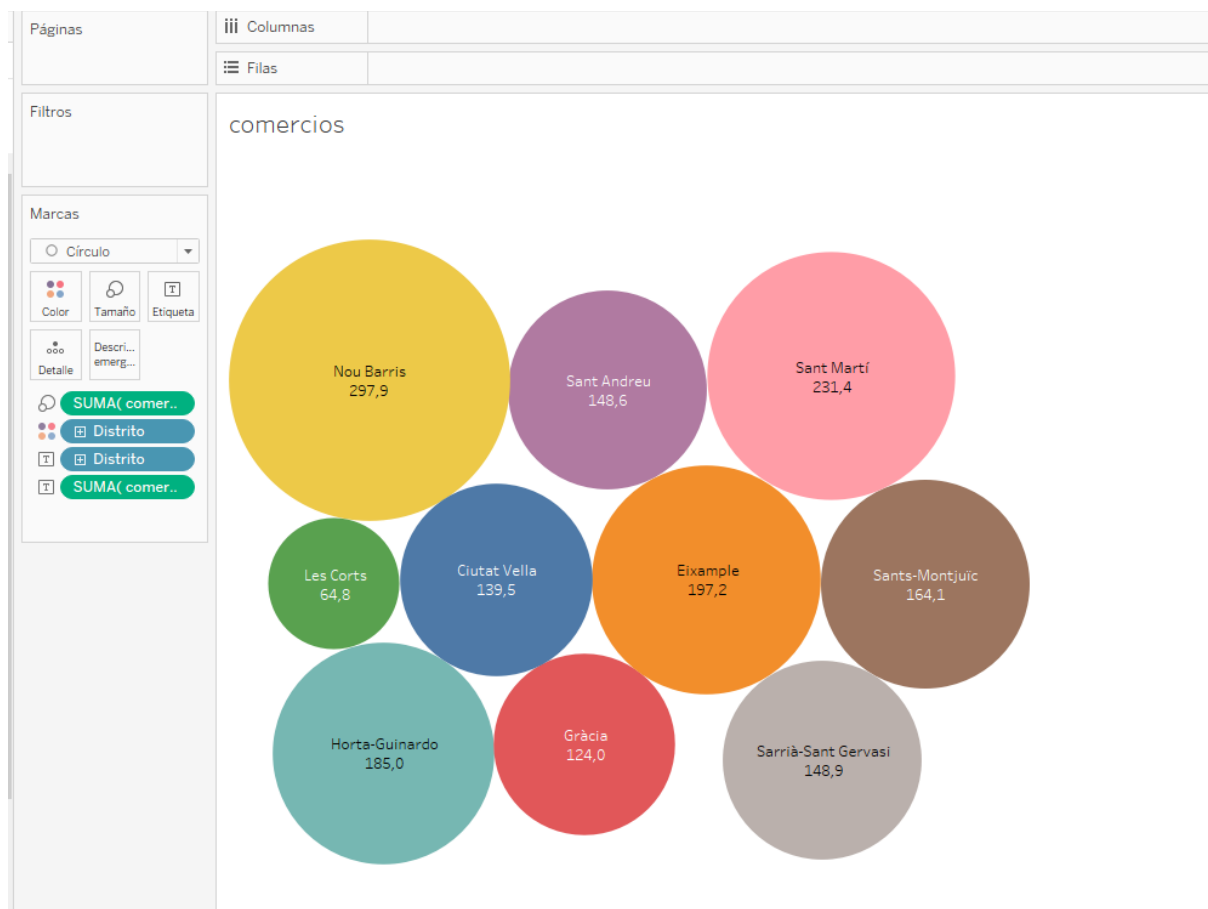 Páginas
Columnas
Filas
Filtros
comercios
Marcas
Círculo
Color
Tamaño
Etiqueta
Detalle
Descri...
emerg...
SUMA( comer..
Distrito
Distrito
SUMA( comer..
Nou Barris
297,9
Sant Andreu
148,6
Sant Martí
231,4
Les Corts
64,8
Ciutat Vella
139,5
Eixample
197,2
Sants-Montjuïc
164,1
Horta-Guinardo
185,0
Gràcia
124,0
Sarrià-Sant Gervasi
148,9